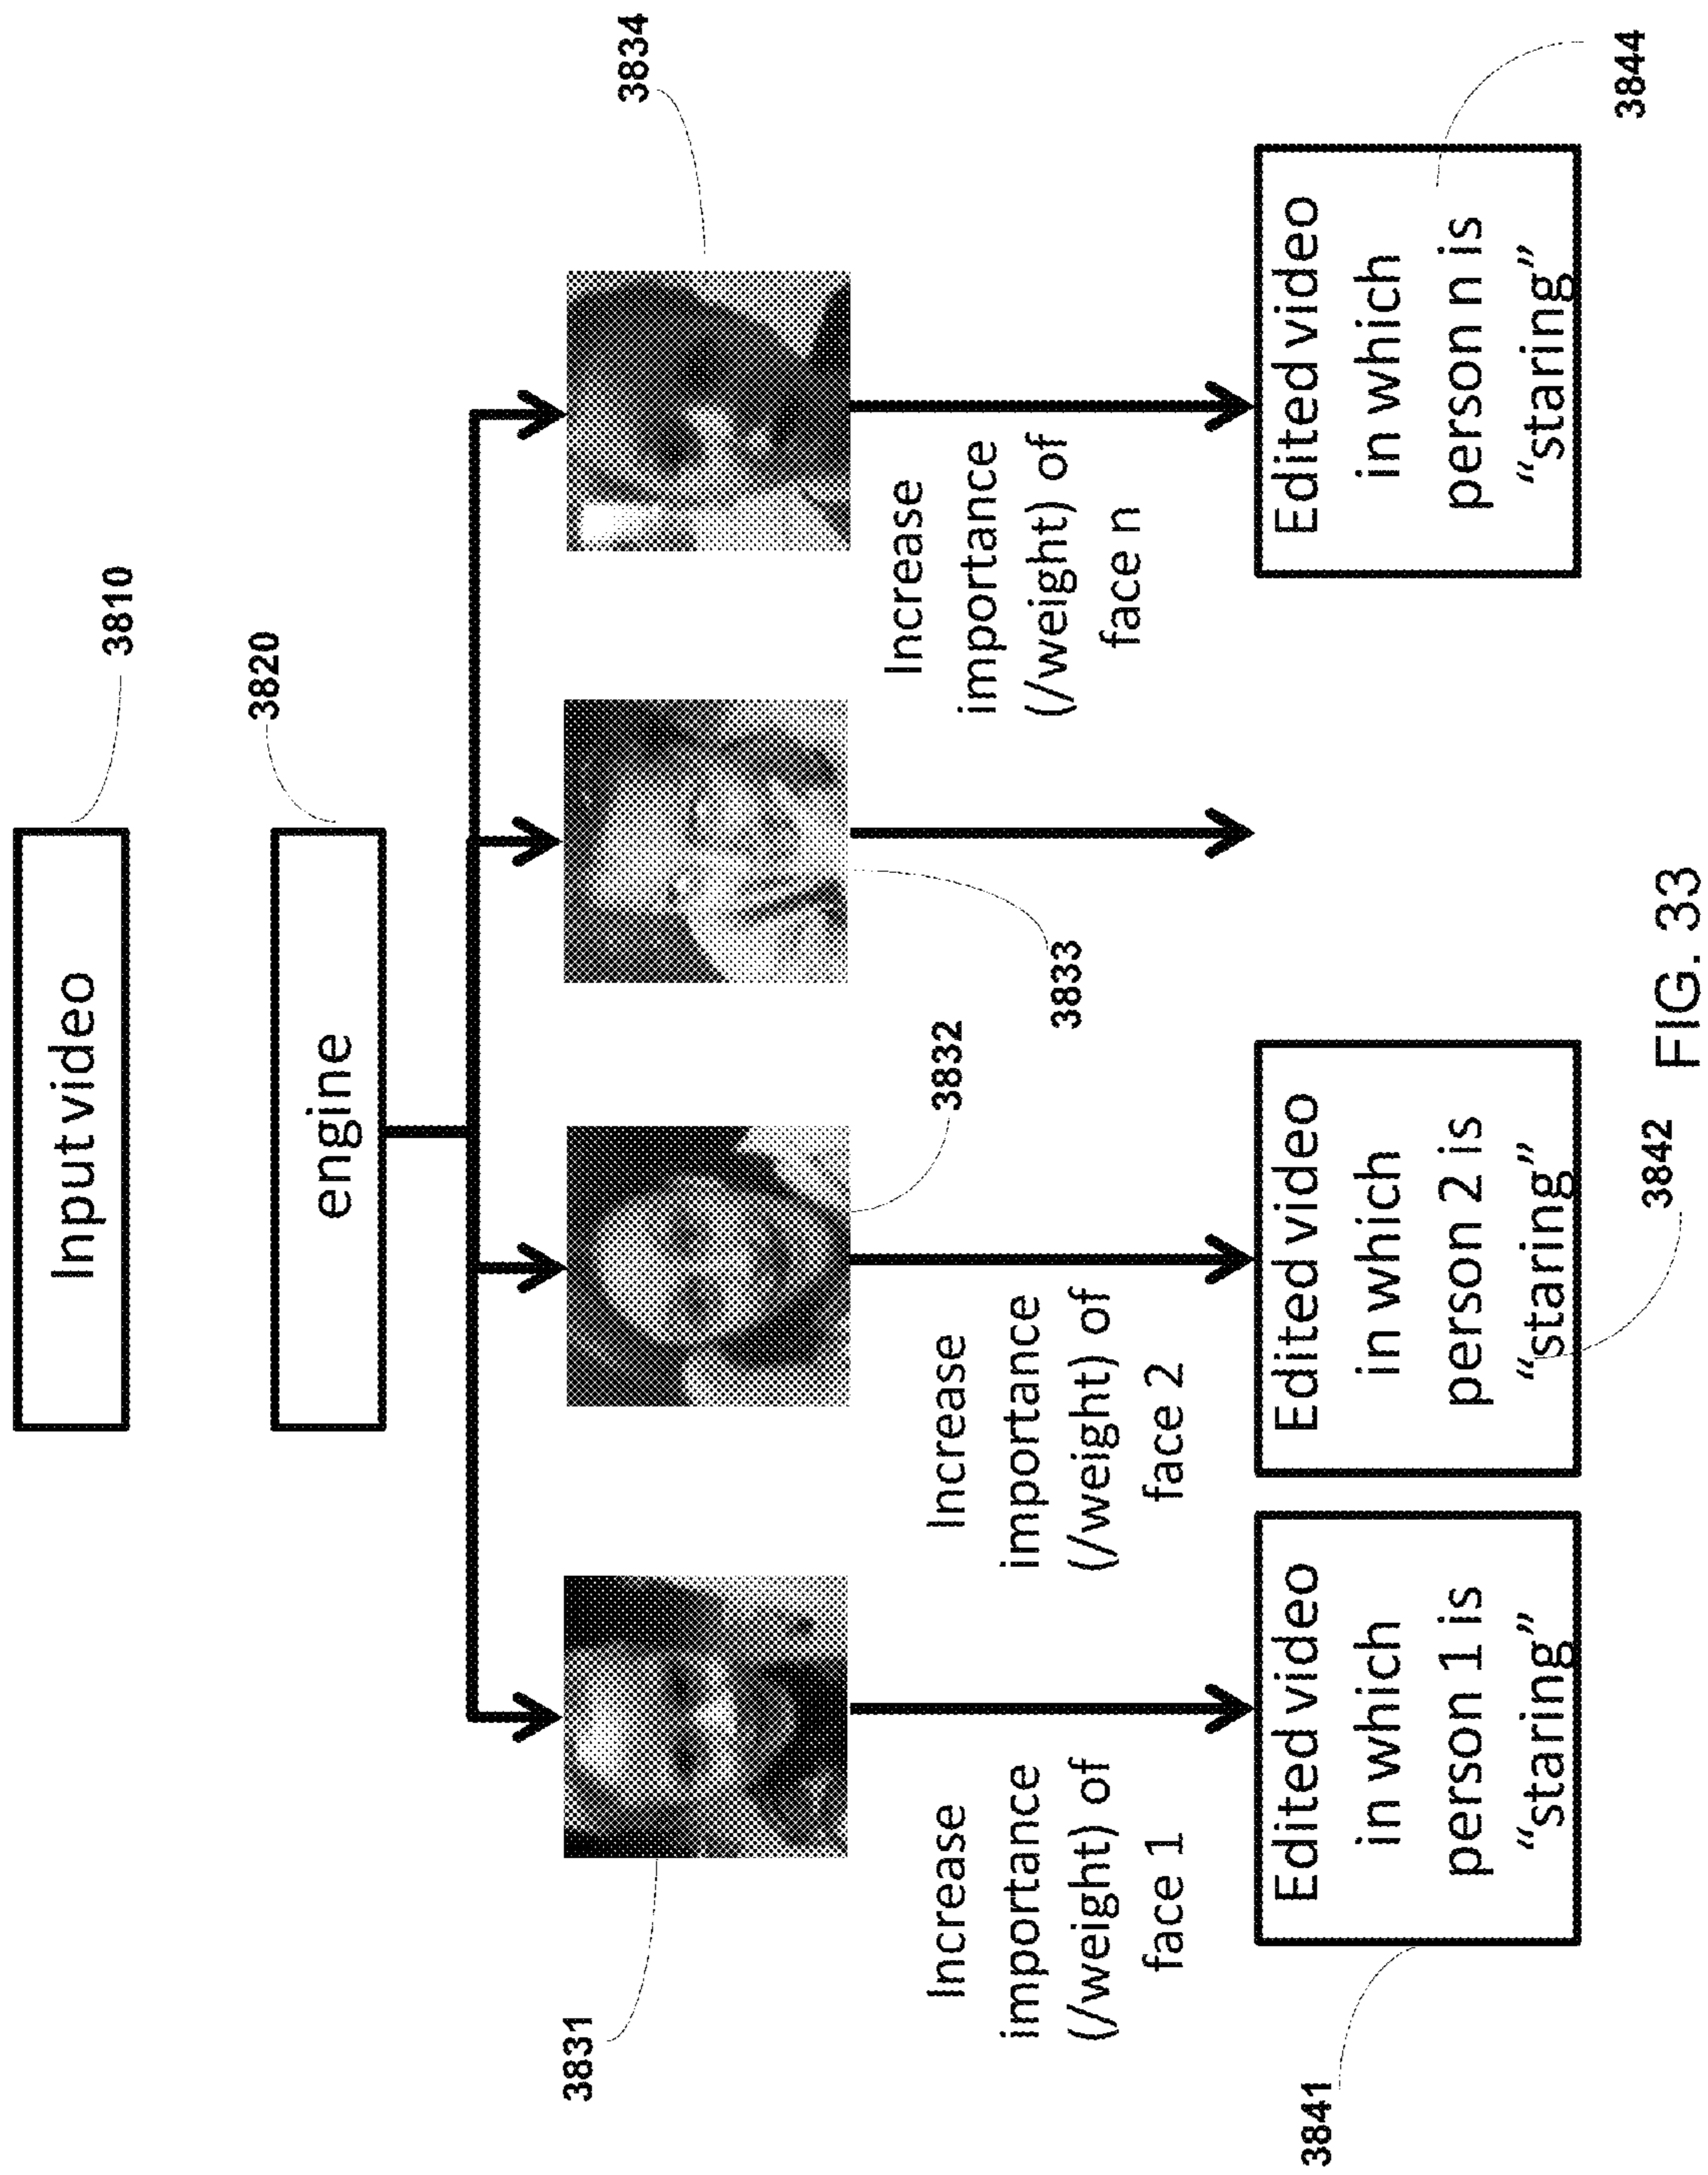 Input video
3810
engine
3820
3831
3832
3833
3834
Increase
importance
(/weight) of
face 1
Increase
importance
(/weight) of
face 2
Increase
importance
(/weight) of
face n
3841
Edited video
in which
person 1 is
“staring”
Edited video
in which
person 2 is
“staring”
3842
Edited video
in which
person n is
“staring”
3844
FIG. 33